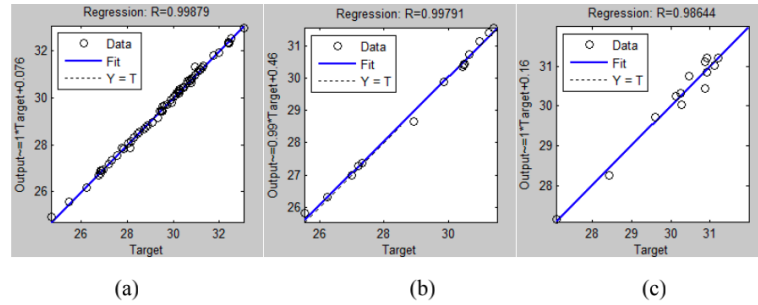 Regression: R=0.99879
Output~=1*Target+0.076
32
30
28
26
Data
Fit
Y = T
26 28 30 32
Target
(a)
Regression: R=0.99791
Output~=0.99*Target+0.46
31
30
29
28
27
26
Data
Fit
Y = T
26 27 28 29 30 31
Target
(b)
Regression: R=0.98644
Output~=1*Target+0.16
31
30
29
28
Data
Fit
Y = T
28 29 30 31
Target
(c)